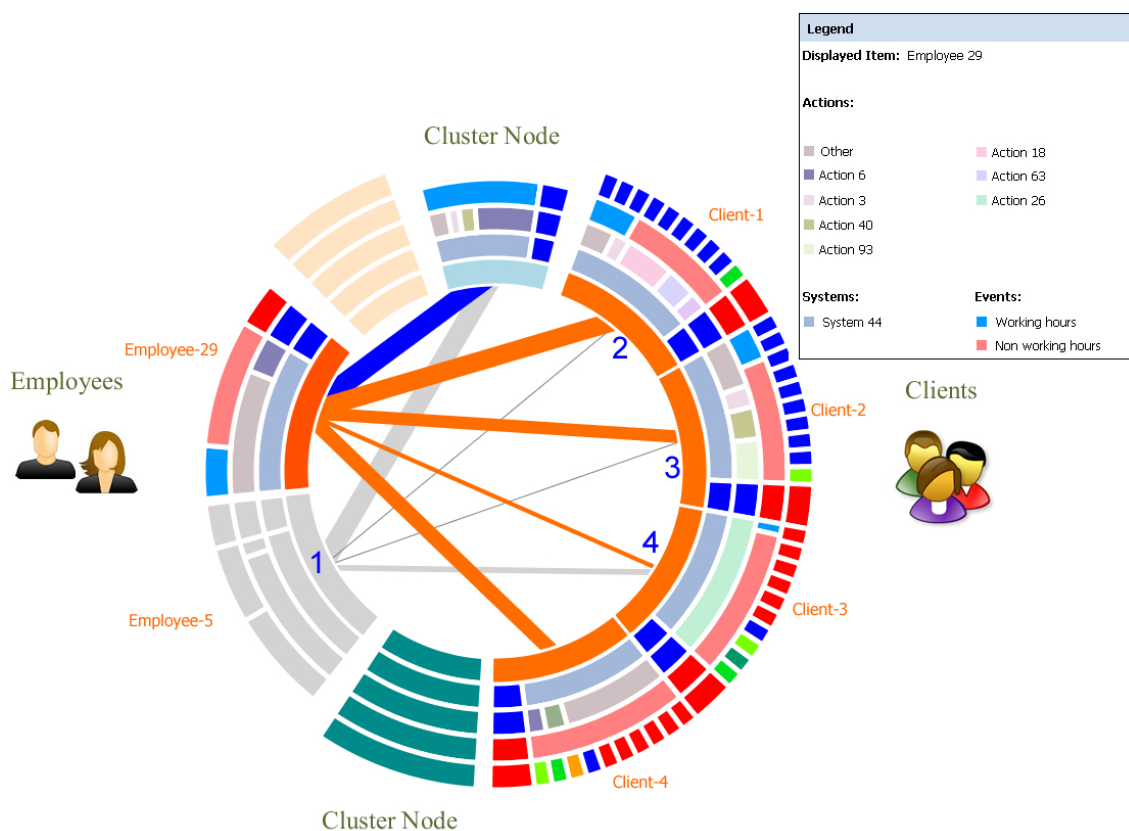 Legend
Displayed Item: Employee 29
Actions:
Other
Action 18
Action 6
Action 63
Action 3
Action 26
Action 40
Action 93
Systems:
Events:
System 44
Working hours
Non working hours
Cluster Node
Client-1
Employee-29
2
Employees
Clients
Client-2
3
4
1
Employee-5
Client-3
Client-4
Cluster Node